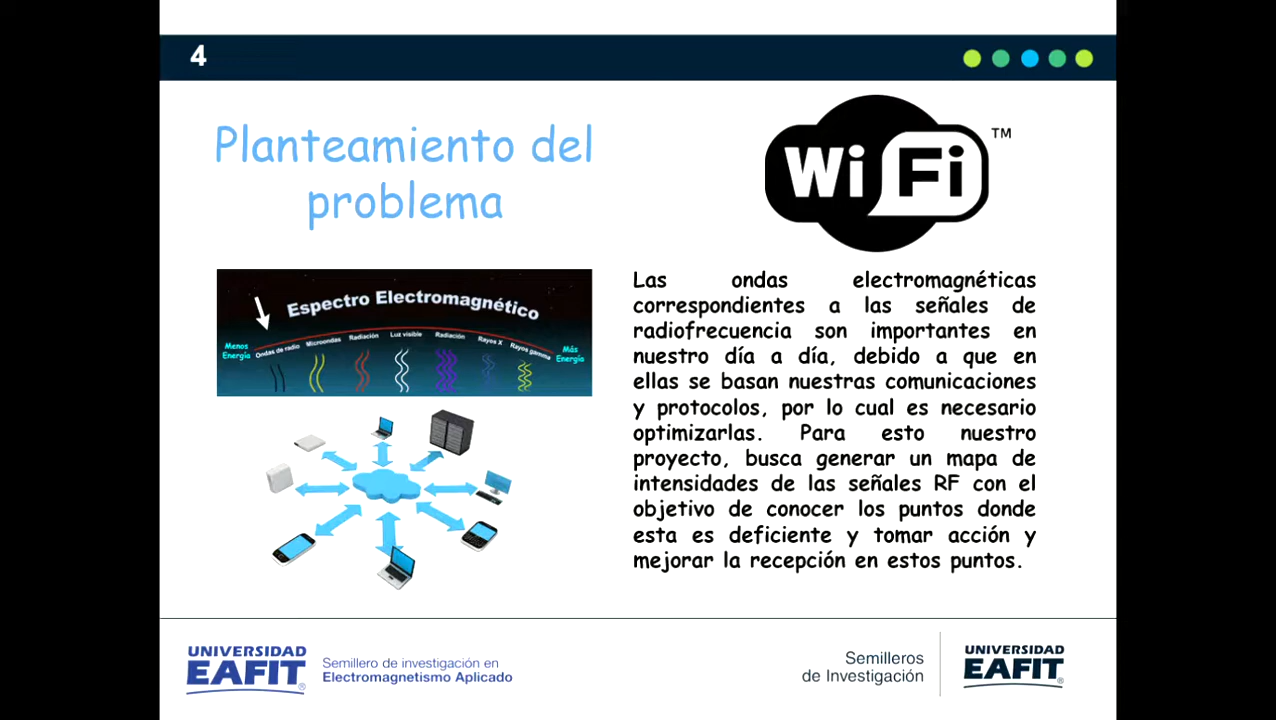 4
Planteamiento del
problema
WiFi™
Espectro Electromagnético
Menos
Energía
Ondas de radio
Microondas
Radiación
Luz visible
Radiación
Rayos X
Rayos gamma
Más
Energía
Las ondas electromagnéticas
correspondientes a las señales de
radiofrecuencia son importantes en
nuestro día a día, debido a que en
ellas se basan nuestras comunicaciones
y protocolos, por lo cual es necesario
optimizarlas. Para esto nuestro
proyecto, busca generar un mapa de
intensidades de las señales RF con el
objetivo de conocer los puntos donde
esta es deficiente y tomar acción y
mejorar la recepción en estos puntos.
UNIVERSIDAD
EAFIT®
Semillero de investigación en
Electromagnetismo Aplicado
Semilleros
de Investigación
UNIVERSIDAD
EAFIT®